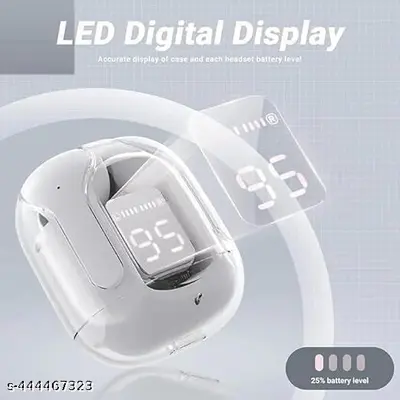 LED Digital Display
Accurate display of case and each headset battery level
R
95
R
95
25% battery level
s-444467323